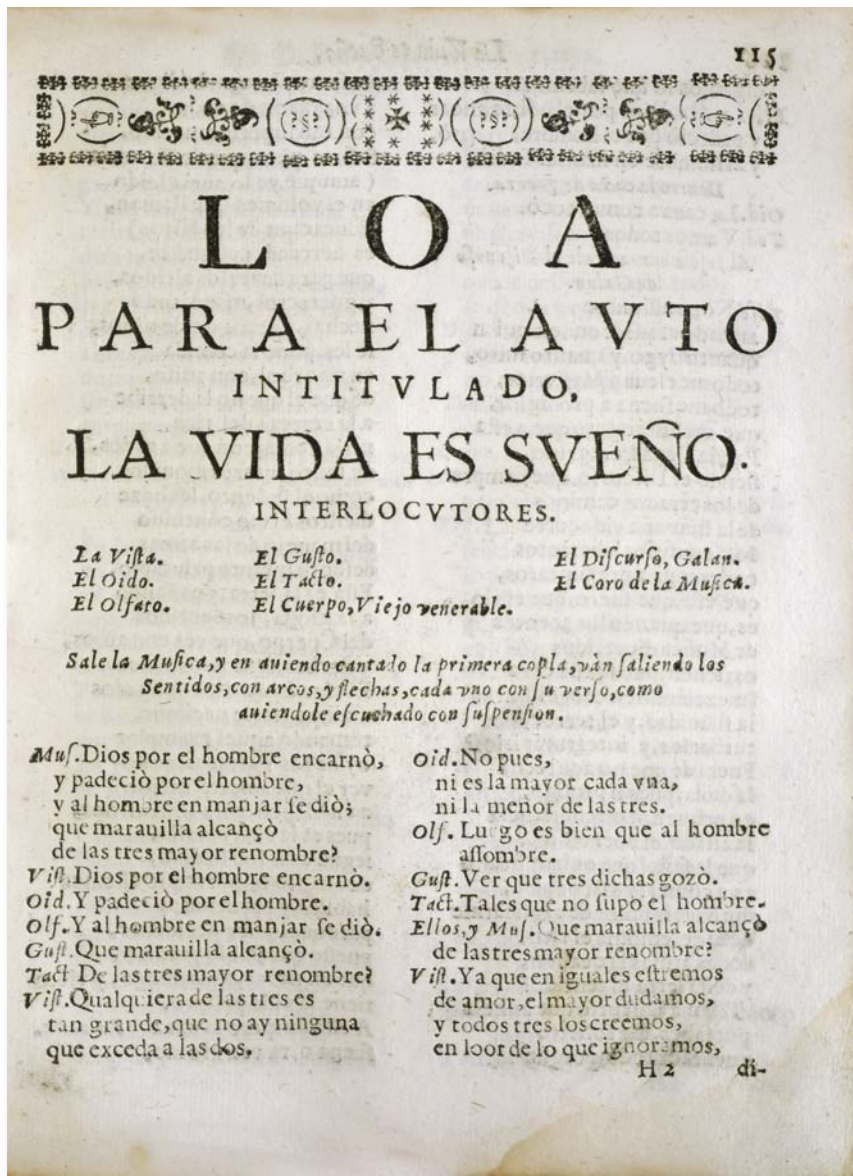 115
LOA
PARA EL AVTO
INTITVLADO,
LA VIDA ES SVEÑO.
INTERLOCVTORES.
La Viſta. El Guſto. El Diſcurſo, Galan.
El Oido. El Tacto. El Coro de la Muſica.
El Olfato. El Cuerpo, Viejo venerable.
Sale la Muſica, y en auiendo cantado la primera copla, vàn ſaliendo los
Sentidos, con arcos, y flechas, cada vno con ſu verſo, como
auiendole eſcuchado con ſuſpenſion.
Muſ. Dios por el hombre encarnò,
y padeciò por el hombre,
y al hombre en manjar ſe diò;
que marauilla alcançò
de las tres mayor renombre?
Viſt. Dios por el hombre encarnò.
Oid. Y padeciò por el hombre.
Olf. Y al hombre en manjar ſe diò.
Guſt. Que marauilla alcançò.
Tact De las tres mayor renombre?
Viſt. Qualquiera de las tres es
tan grande, que no ay ninguna
que exceda a las dos.
Oid. No pues,
ni es la mayor cada vna,
ni la menor de las tres.
Olf. Luego es bien que al hombre
aſſombre.
Guſt. Ver que tres dichas gozò.
Tact. Tales que no ſupo el hombre.
Ellos, y Muſ. Que marauilla alcançò
de las tres mayor renombre?
Viſt. Ya que en iguales eſtremos
de amor, el mayor dudamos,
y todos tres los creemos,
en loor de lo que ignoramos,
H 2 di-